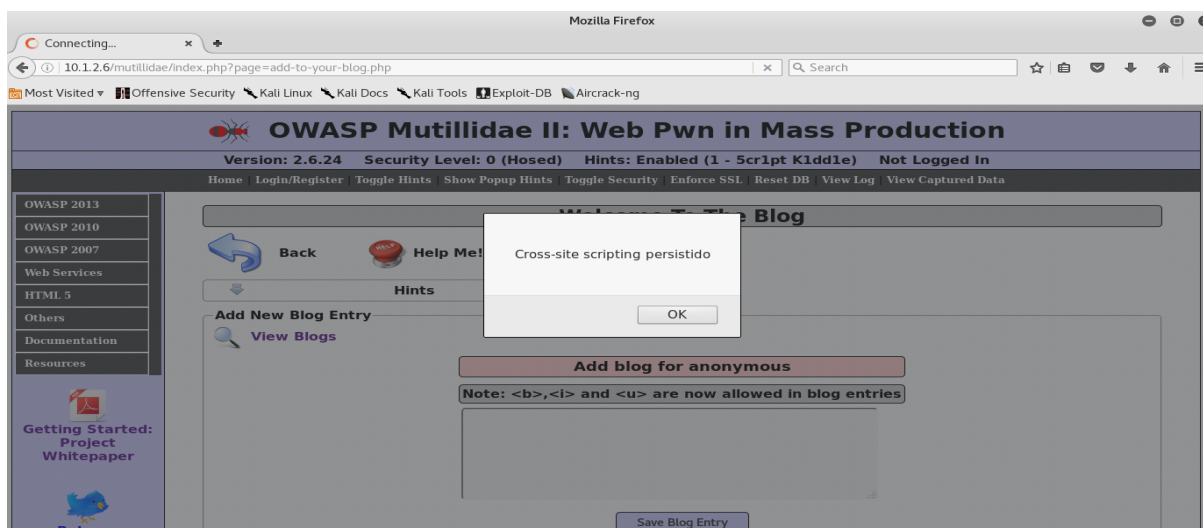 Mozilla Firefox
Connecting...
10.1.2.6/mutillidae/index.php?page=add-to-your-blog.php
Search
Most Visited Offensive Security Kali Linux Kali Docs Kali Tools Exploit-DB Aircrack-ng
OWASP Mutillidae II: Web Pwn in Mass Production
Version: 2.6.24 Security Level: 0 (Hosed) Hints: Enabled (1 - 5cr1pt K1dd1e) Not Logged In
Home | Login/Register | Toggle Hints | Show Popup Hints | Toggle Security | Enforce SSL | Reset DB | View Log | View Captured Data
OWASP 2013
OWASP 2010
OWASP 2007
Web Services
HTML 5
Others
Documentation
Resources
Getting Started:
Project
Whitepaper
Welcome To The Blog
Back
HELP
Help Me!
Hints
Cross-site scripting persistido
OK
Add New Blog Entry
View Blogs
Add blog for anonymous
Note: <b>,<i> and <u> are now allowed in blog entries
Save Blog Entry